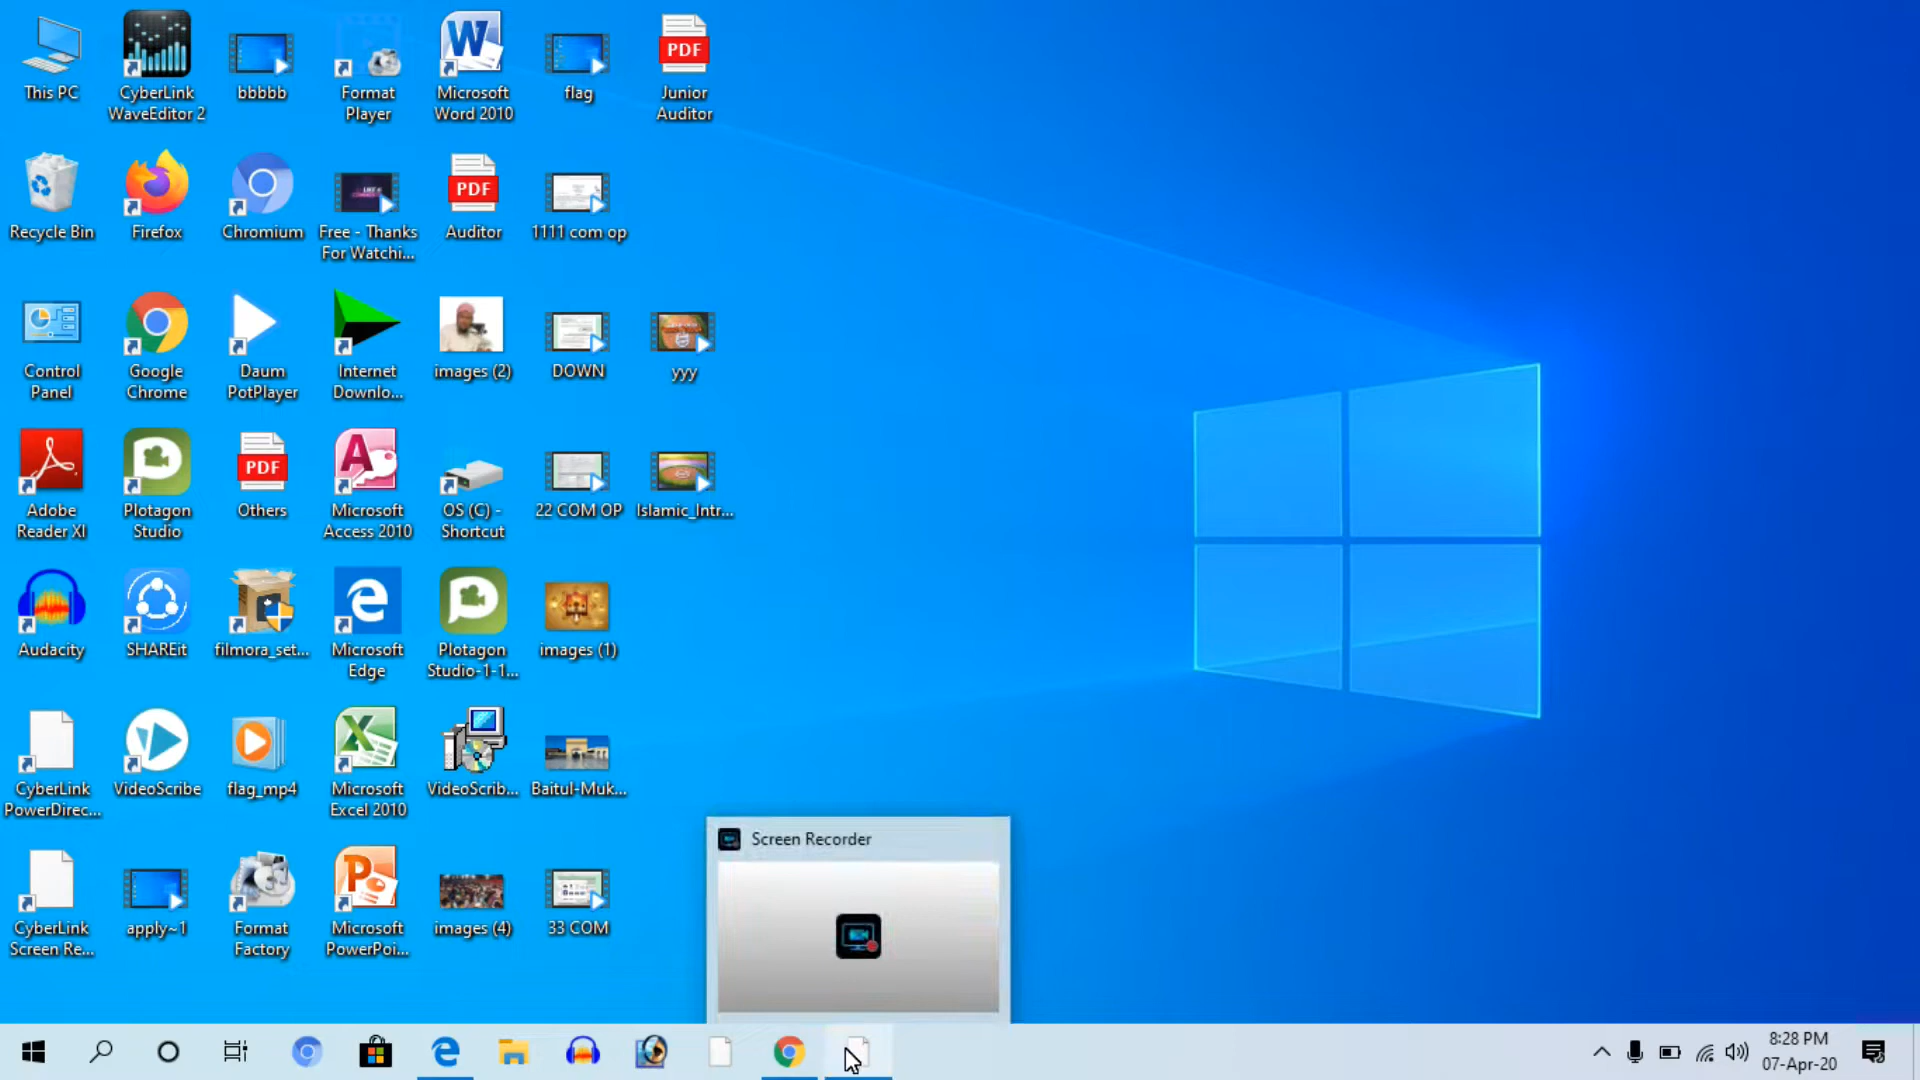 This PC
CyberLink
WaveEditor 2
bbbbb
Format
Player
Microsoft
Word 2010
flag
PDF
Junior
Auditor
Recycle Bin
Firefox
Chromium
Free - Thanks
For Watchi...
PDF
Auditor
1111 com op
Control
Panel
Google
Chrome
Daum
PotPlayer
Internet
Downlo...
images (2)
DOWN
yyy
Adobe
Reader XI
Plotagon
Studio
PDF
Others
Microsoft
Access 2010
OS (C) -
Shortcut
22 COM OP
Islamic_Intr...
Audacity
SHAREit
filmora_set...
Microsoft
Edge
Plotagon
Studio-1-1...
images (1)
CyberLink
PowerDirec...
VideoScribe
flag_mp4
Microsoft
Excel 2010
VideoScrib...
Baitul-Muk...
CyberLink
Screen Re...
apply~1
Format
Factory
Microsoft
PowerPoi...
images (4)
33 COM
Screen Recorder
8:28 PM
07-Apr-20